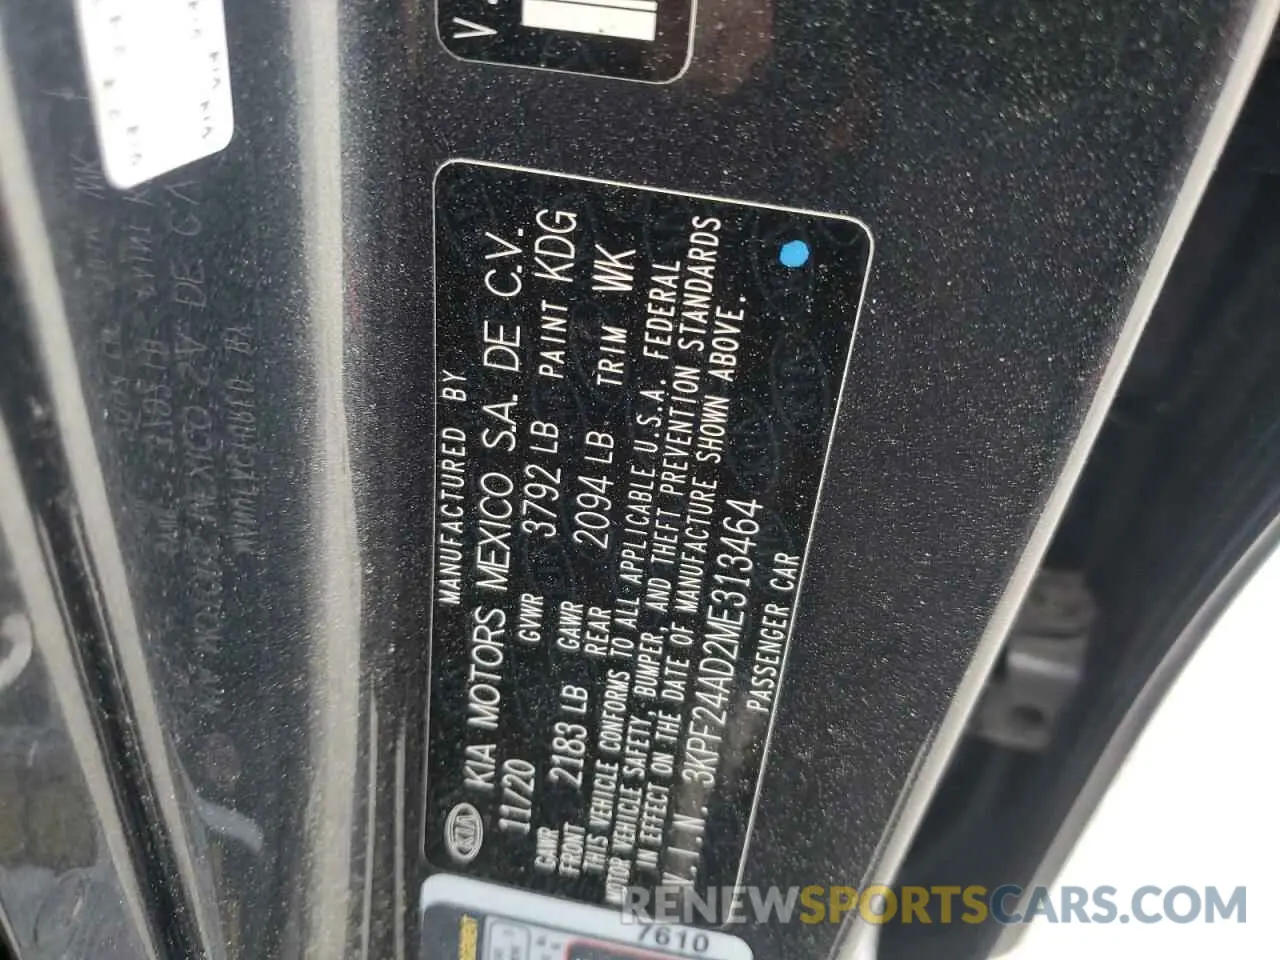 MANUFACTURED BY
KIA KIA MOTORS MEXICO S.A. DE C.V.
11/20 GVWR 3792 LB PAINT KDG
GAWR FRONT 2183 LB GAWR REAR 2094 LB TRIM WK
THIS VEHICLE CONFORMS TO ALL APPLICABLE U.S.A. FEDERAL
MOTOR VEHICLE SAFETY, BUMPER, AND THEFT PREVENTION STANDARDS
IN EFFECT ON THE DATE OF MANUFACTURE SHOWN ABOVE.
V.I.N. 3KPF24AD2ME313464
PASSENGER CAR
7610
RENEWSPORTSCARS.COM